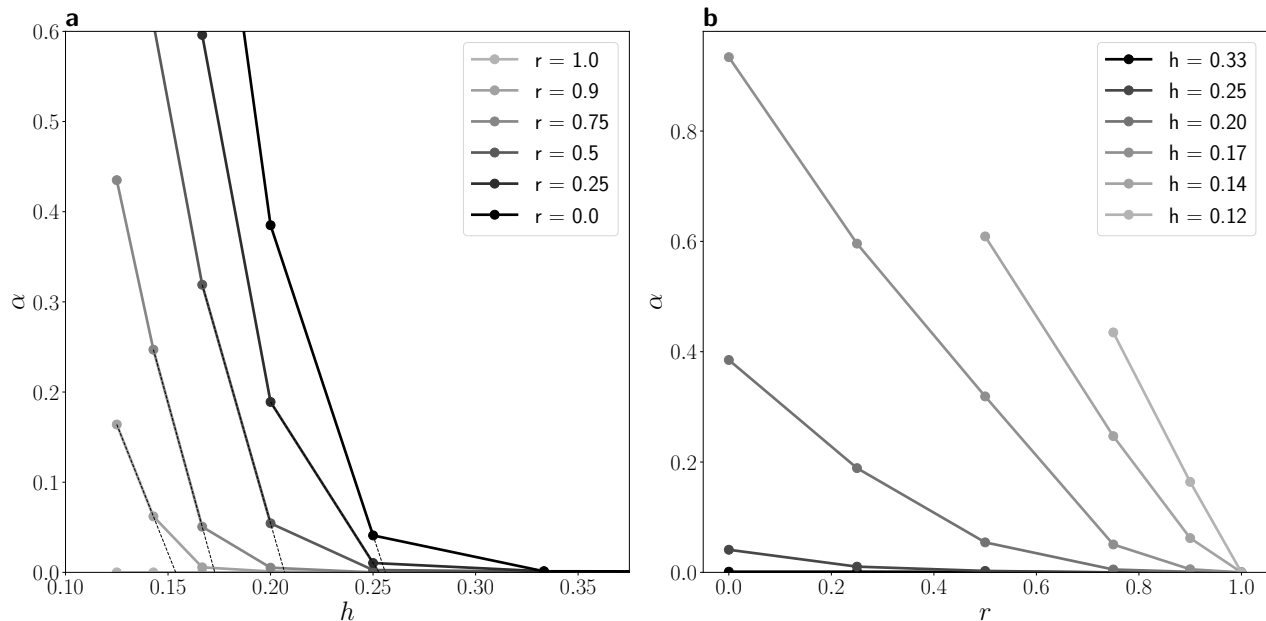 a
0.6
0.5
0.4
0.3
0.2
0.1
0.0
α
0.10
0.15
0.20
0.25
0.30
0.35
h
r = 1.0
r = 0.9
r = 0.75
r = 0.5
r = 0.25
r = 0.0
b
0.8
0.6
0.4
0.2
0.0
α
0.0
0.2
0.4
0.6
0.8
1.0
r
h = 0.33
h = 0.25
h = 0.20
h = 0.17
h = 0.14
h = 0.12